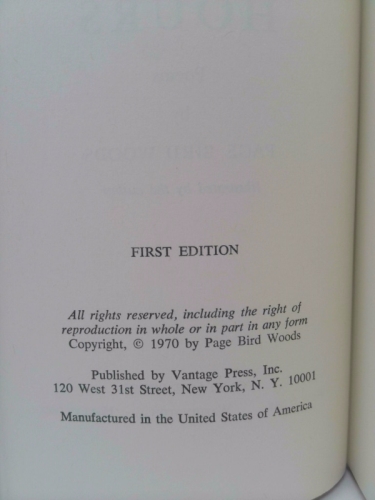 FIRST EDITION
All rights reserved, including the right of
reproduction in whole or in part in any form
Copyright, © 1970 by Page Bird Woods
Published by Vantage Press, Inc.
120 West 31st Street, New York, N. Y. 10001
Manufactured in the United States of America